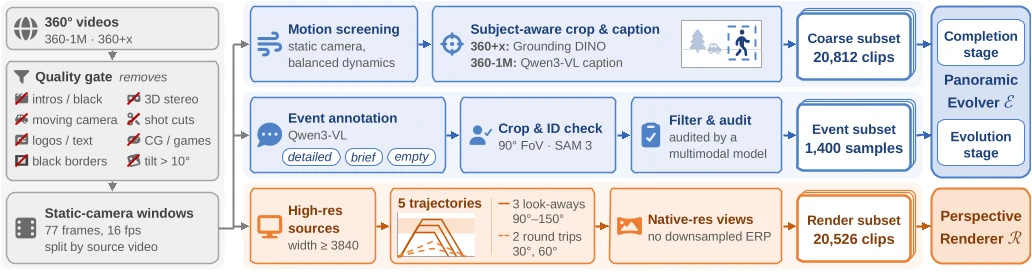 360° videos
360-1M · 360+x
Quality gate removes
intros / black
3D stereo
moving camera
shot cuts
logos / text
CG / games
black borders
tilt > 10°
Static-camera windows
77 frames, 16 fps
split by source video
Motion screening
static camera,
balanced dynamics
Subject-aware crop & caption
360+x: Grounding DINO
360-1M: Qwen3-VL caption
Coarse subset
20,812 clips
Event annotation
Qwen3-VL
detailed brief empty
Crop & ID check
90° FoV · SAM 3
Filter & audit
audited by a
multimodal model
Event subset
1,400 samples
Completion
stage
Panoramic
Evolver ℰ
Evolution
stage
High-res
sources
width ≥ 3840
5 trajectories
3 look-aways
90°–150°
2 round trips
30°, 60°
Native-res views
no downsampled ERP
Render subset
20,526 clips
Perspective
Renderer ℛ